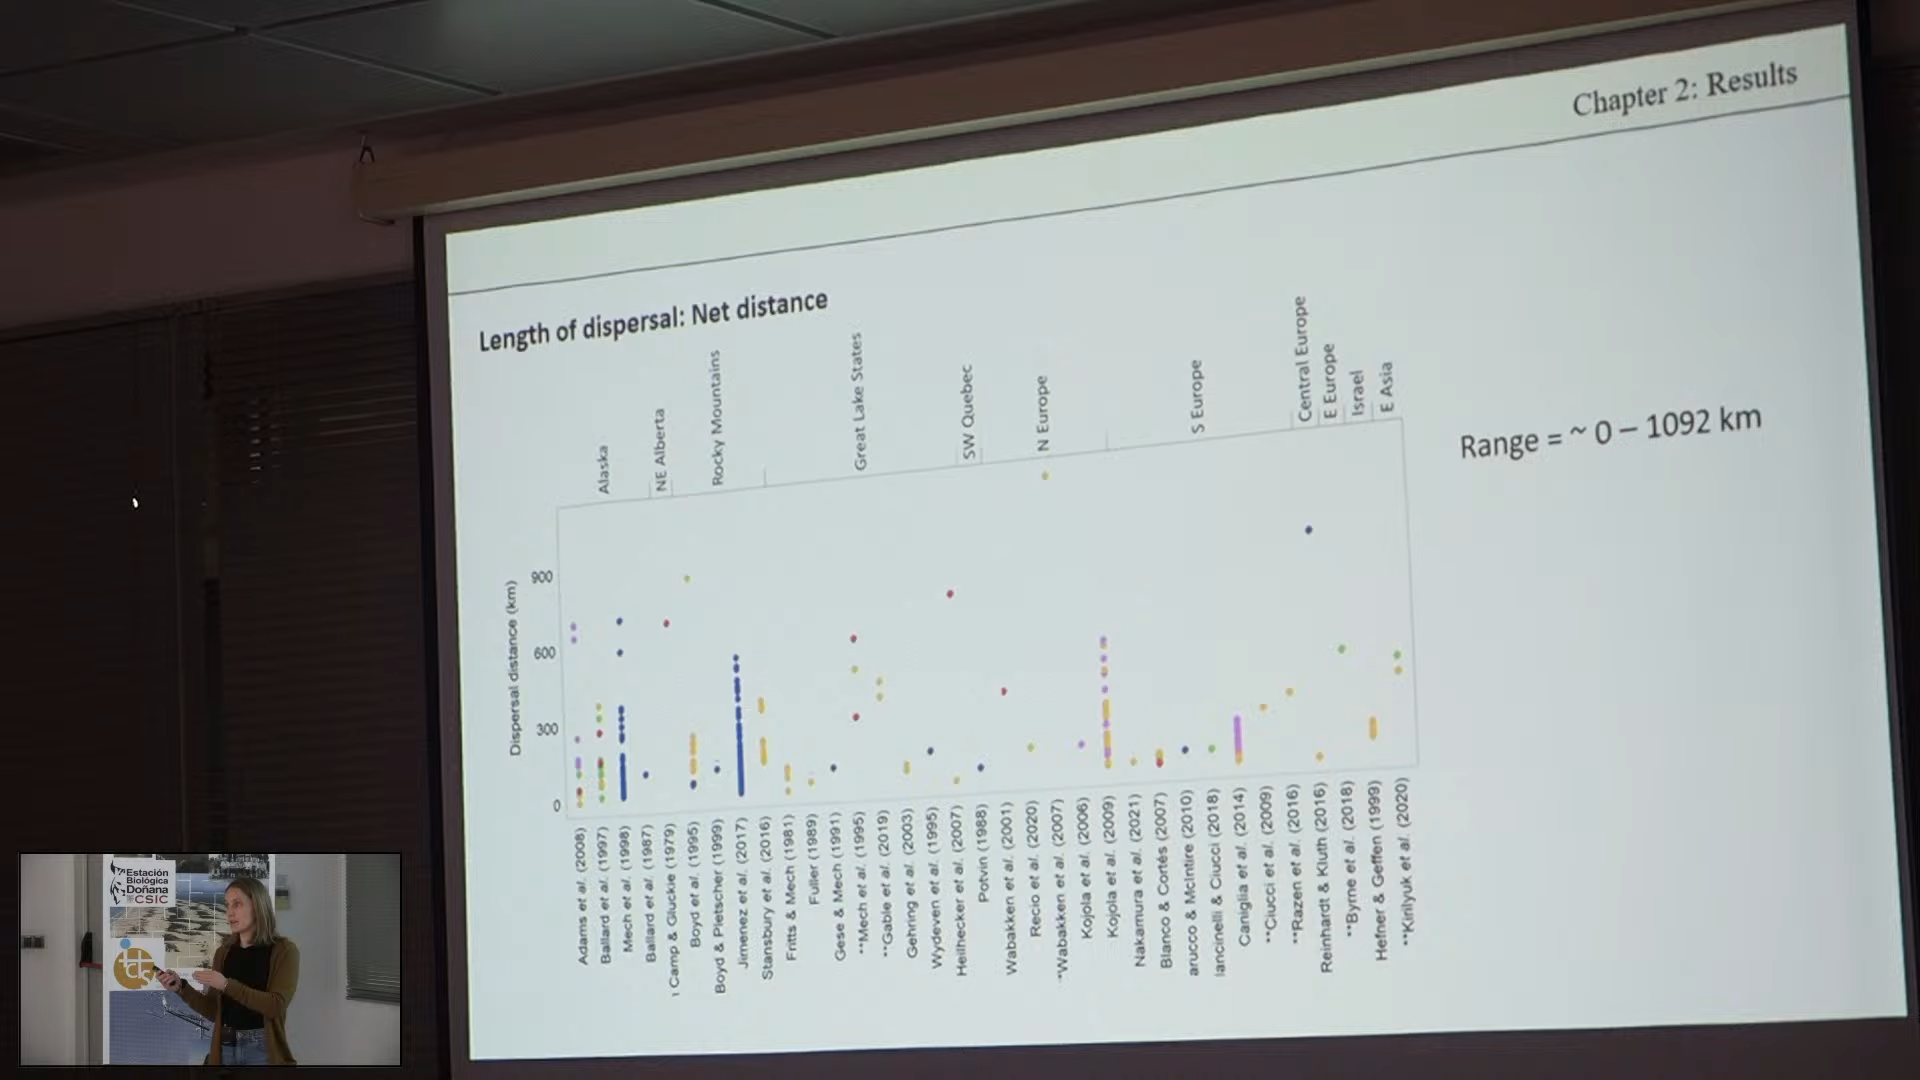 Chapter 2: Results
Length of dispersal: Net distance
Alaska
NE Alberta
Rocky Mountains
Great Lake States
SW Quebec
N Europe
S Europe
Central Europe
E Europe
Israel
E Asia
Range = ~ 0 – 1092 km
Dispersal distance (km)
900
600
300
0
Adams et al. (2008)
Ballard et al. (1997)
Mech et al. (1998)
Ballard et al. (1987)
Camp & Gluckie (1979)
Boyd et al. (1995)
Boyd & Pletscher (1999)
Jimenez et al. (2017)
Stansbury et al. (2016)
Fritts & Mech (1981)
Fuller (1989)
Gese & Mech (1991)
**Mech et al. (1995)
**Gable et al. (2019)
Gehring et al. (2003)
Wydeven et al. (1995)
Heilhecker et al. (2007)
Potvin (1988)
Wabakken et al. (2001)
Recio et al. (2020)
*Wabakken et al. (2007)
Kojola et al. (2006)
Kojola et al. (2009)
Nakamura et al. (2021)
Blanco & Cortés (2007)
arucco & McIntire (2010)
lancinelli & Ciucci (2018)
Caniglia et al. (2014)
**Ciucci et al. (2009)
**Razen et al. (2016)
Reinhardt & Kluth (2016)
**Byrne et al. (2018)
Hefner & Geffen (1999)
**Kirilyuk et al. (2020)
Estación
Biológica
Doñana
CSIC